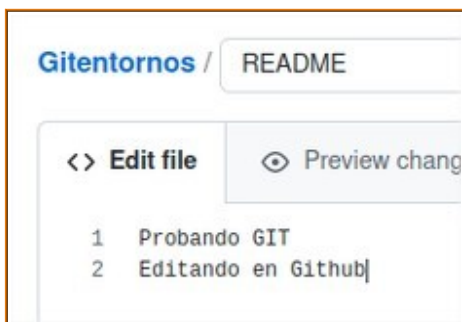 Gitentornos / README
<> Edit file Preview chang
1 Probando GIT
2 Editando en Github